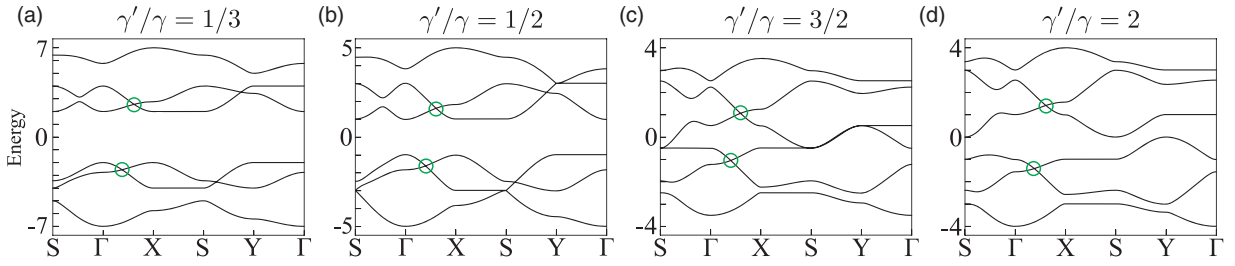 (a) γ′/γ = 1/3
(b) γ′/γ = 1/2
(c) γ′/γ = 3/2
(d) γ′/γ = 2
Energy
7
0
-7
S Γ X S Y Γ
5
0
-5
S Γ X S Y Γ
4
0
-4
S Γ X S Y Γ
4
0
-4
S Γ X S Y Γ